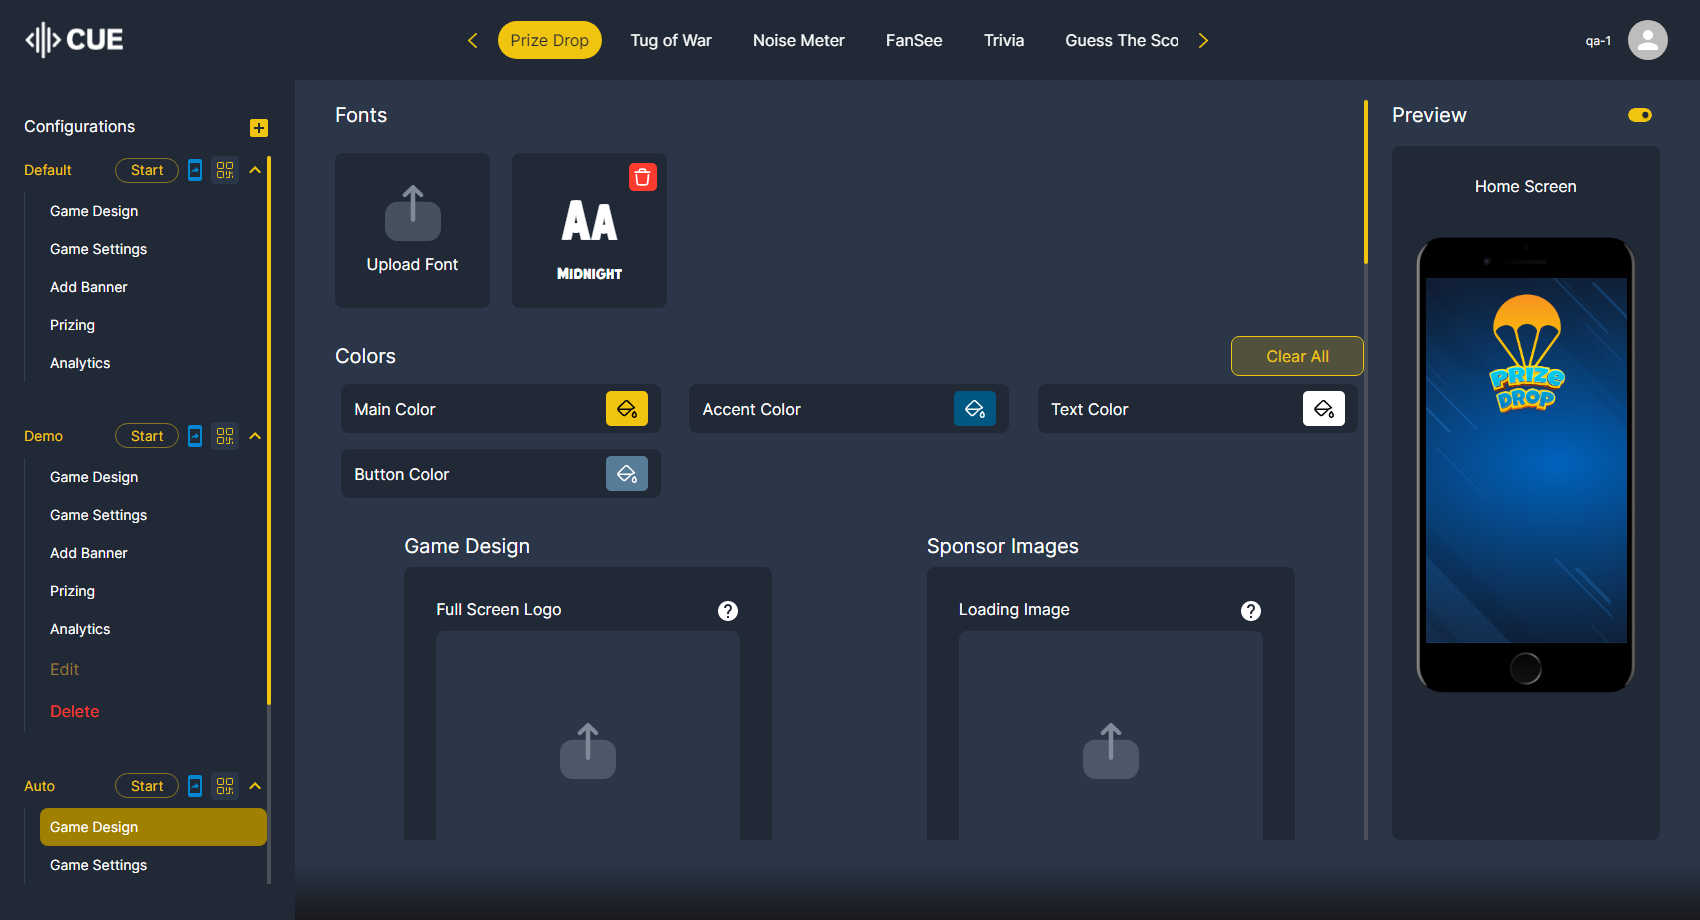 CUE
Prize Drop
Tug of War
Noise Meter
FanSee
Trivia
Guess The Sco
qa-1
Configurations
Default
Start
Game Design
Game Settings
Add Banner
Prizing
Analytics
Demo
Start
Game Design
Game Settings
Add Banner
Prizing
Analytics
Edit
Delete
Auto
Start
Game Design
Game Settings
Fonts
Upload Font
AA
MIDNIGHT
Colors
Clear All
Main Color
Accent Color
Text Color
Button Color
Game Design
Full Screen Logo
?
Sponsor Images
Loading Image
?
Preview
Home Screen
PRIZE
DROP